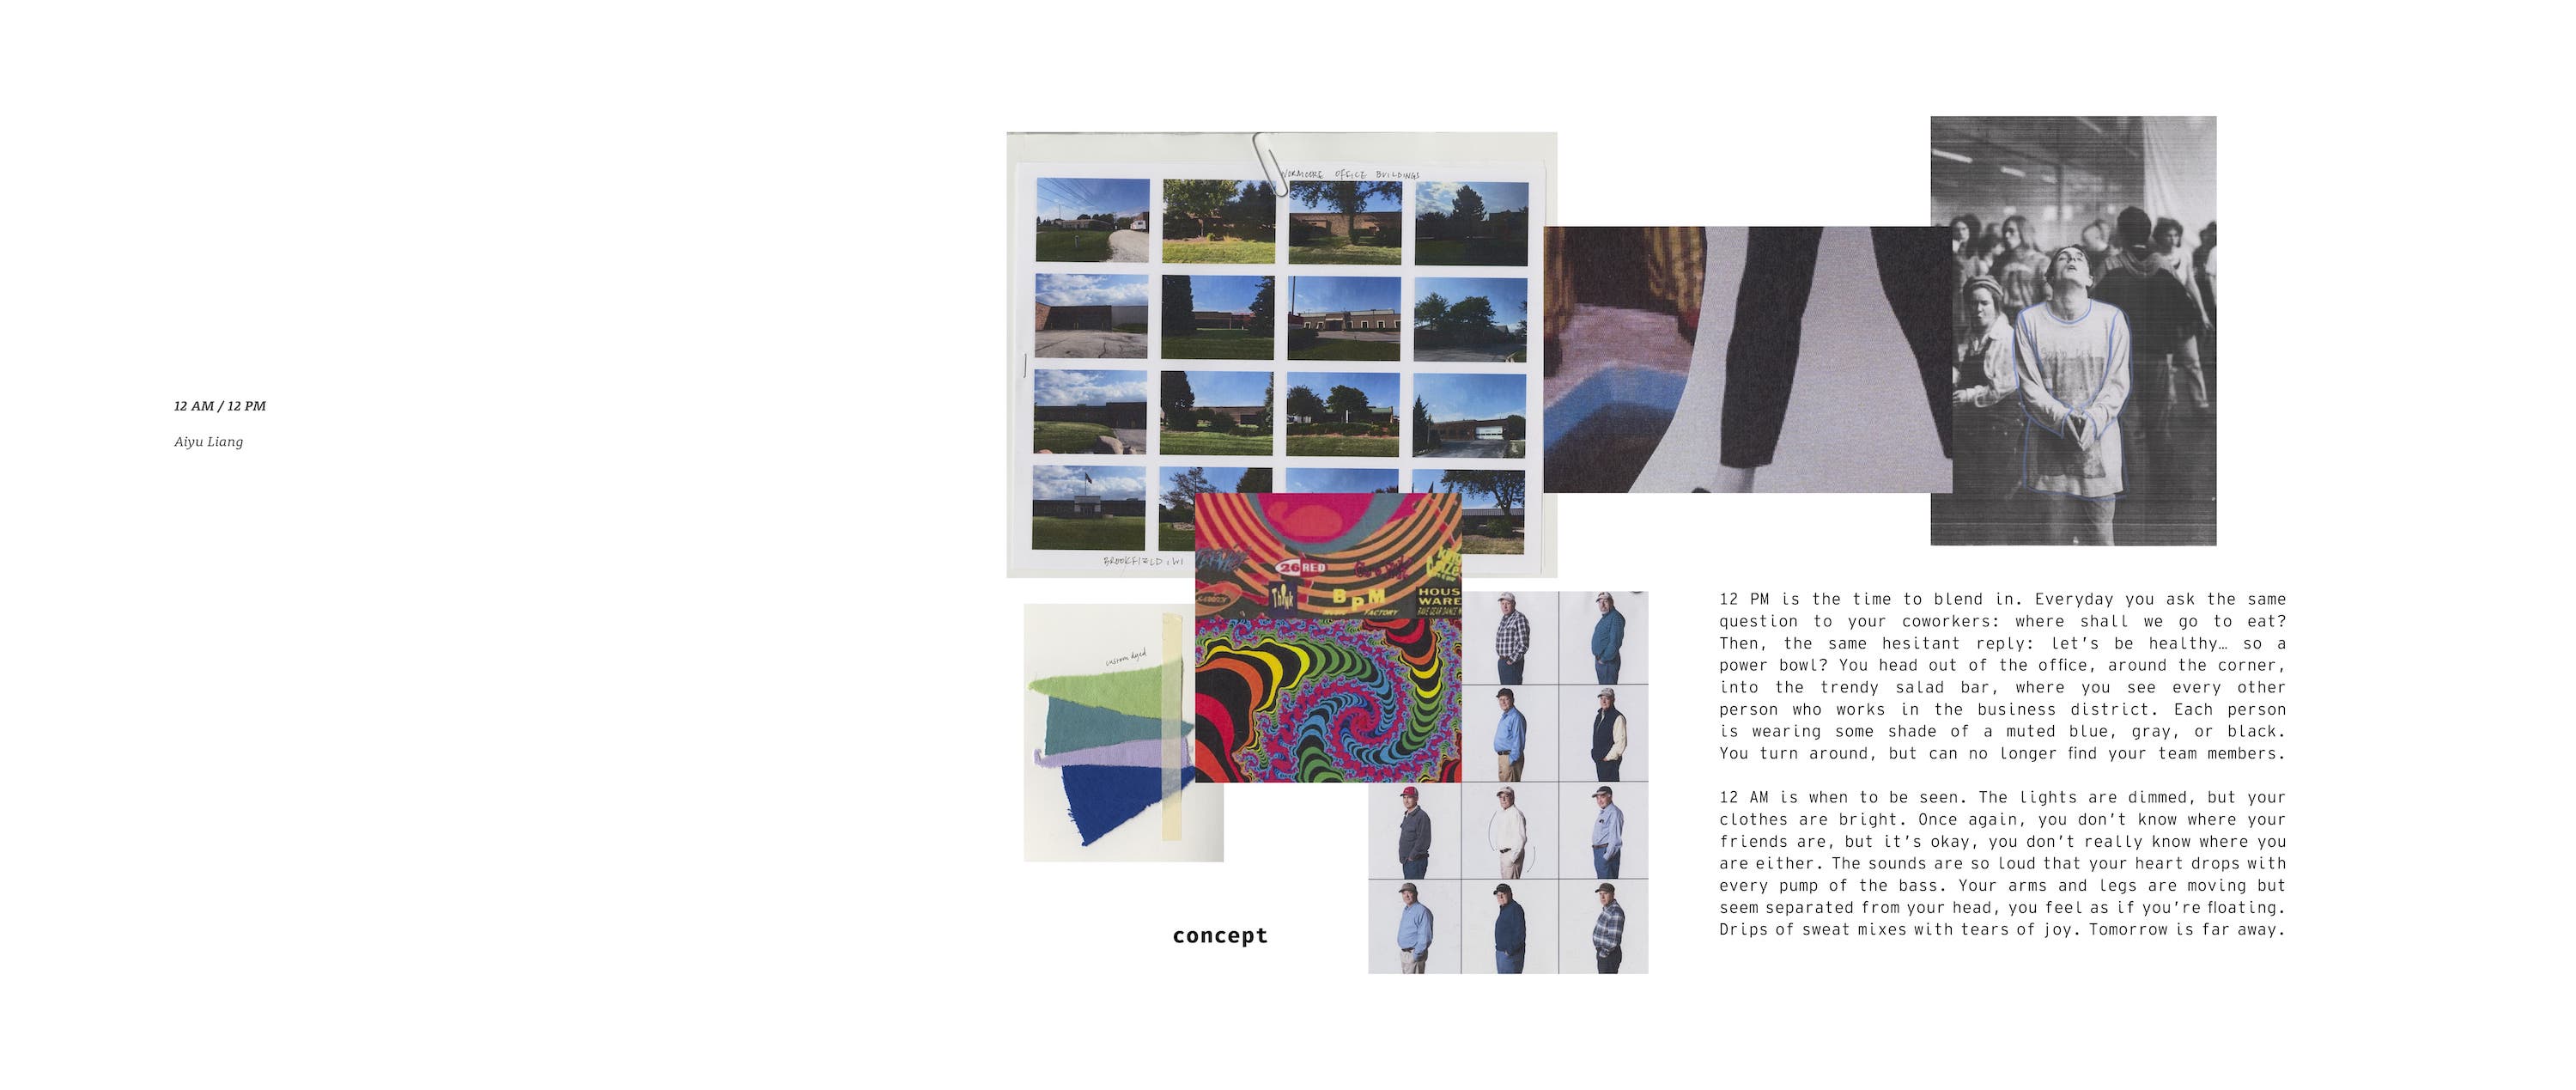 12 AM / 12 PM
Aiyu Liang
OFFICE BUILDINGS
BROOKFIELD, WI
26 RED
Think
BPM
MUSIC FACTORY
HOUS
WARE
custom dyed
concept
12 PM is the time to blend in. Everyday you ask the same
question to your coworkers: where shall we go to eat?
Then, the same hesitant reply: let's be healthy… so a
power bowl? You head out of the office, around the corner,
into the trendy salad bar, where you see every other
person who works in the business district. Each person
is wearing some shade of a muted blue, gray, or black.
You turn around, but can no longer find your team members.
12 AM is when to be seen. The lights are dimmed, but your
clothes are bright. Once again, you don't know where your
friends are, but it's okay, you don't really know where you
are either. The sounds are so loud that your heart drops with
every pump of the bass. Your arms and legs are moving but
seem separated from your head, you feel as if you're floating.
Drips of sweat mixes with tears of joy. Tomorrow is far away.